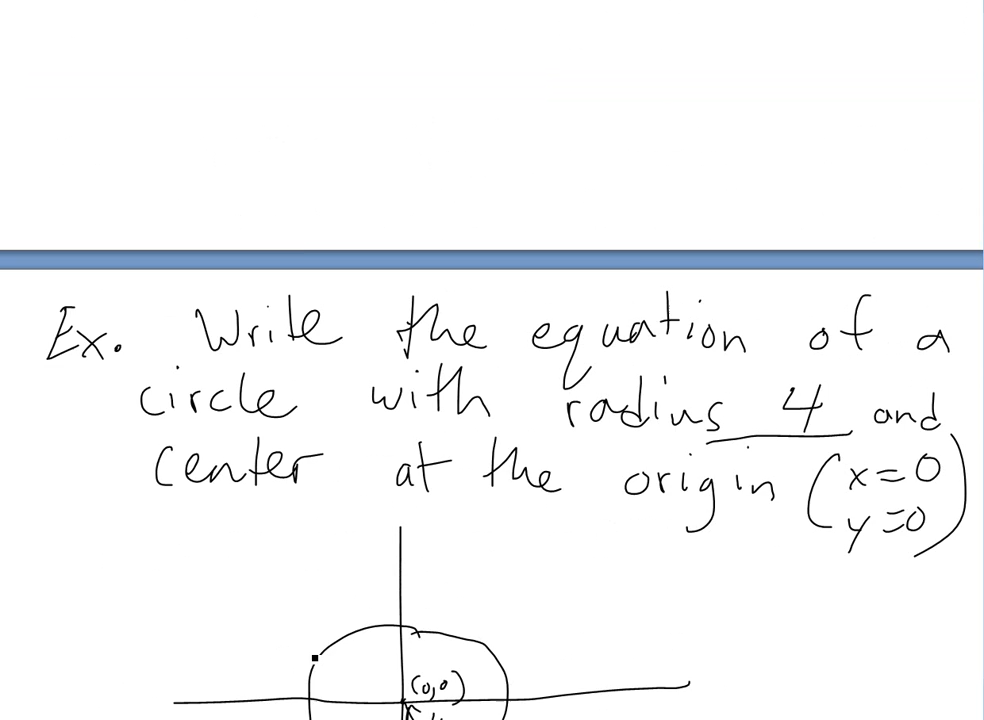 Ex. Write the equation of a
circle with radius 4 and
center at the origin (x=0
y=0)
(0,0)